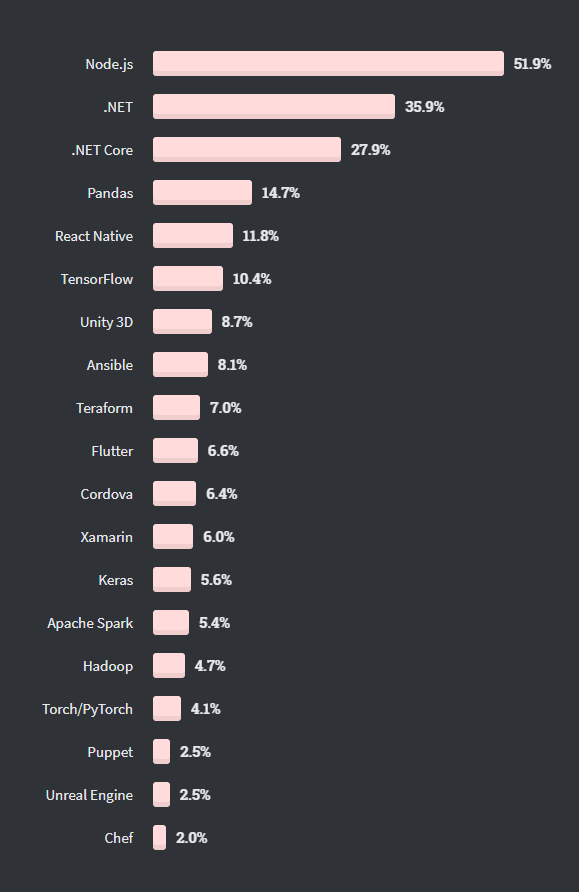 Node.js 51.9%
.NET 35.9%
.NET Core 27.9%
Pandas 14.7%
React Native 11.8%
TensorFlow 10.4%
Unity 3D 8.7%
Ansible 8.1%
Teraform 7.0%
Flutter 6.6%
Cordova 6.4%
Xamarin 6.0%
Keras 5.6%
Apache Spark 5.4%
Hadoop 4.7%
Torch/PyTorch 4.1%
Puppet 2.5%
Unreal Engine 2.5%
Chef 2.0%